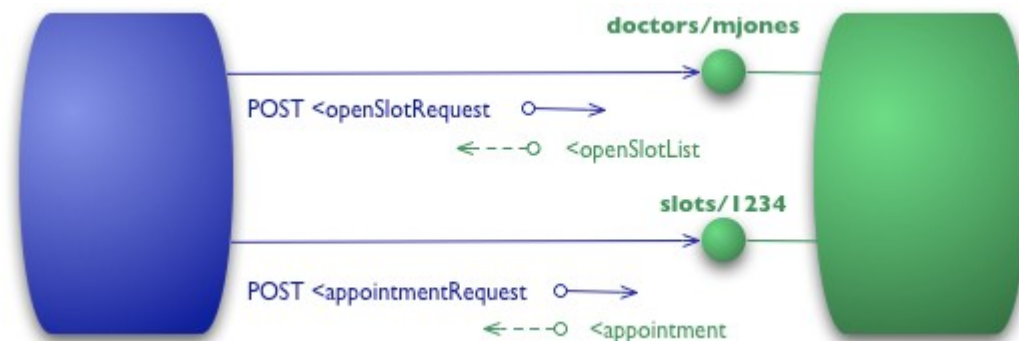 doctors/mjones
POST <openSlotRequest
<openSlotList
slots/1234
POST <appointmentRequest
<appointment